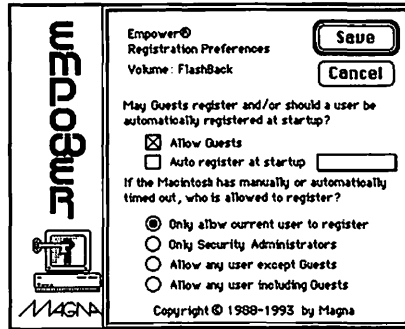 EMPOWER
Empower®
Registration Preferences
Volume: FlashBack
Save
Cancel
May Guests register and/or should a user be
automatically registered at startup?
Allow Guests
Auto register at startup
If the Macintosh has manually or automatically
timed out, who is allowed to register?
Only allow current user to register
Only Security Administrators
Allow any user except Guests
Allow any user including Guests
MAGNA
Copyright © 1988-1993 by Magna